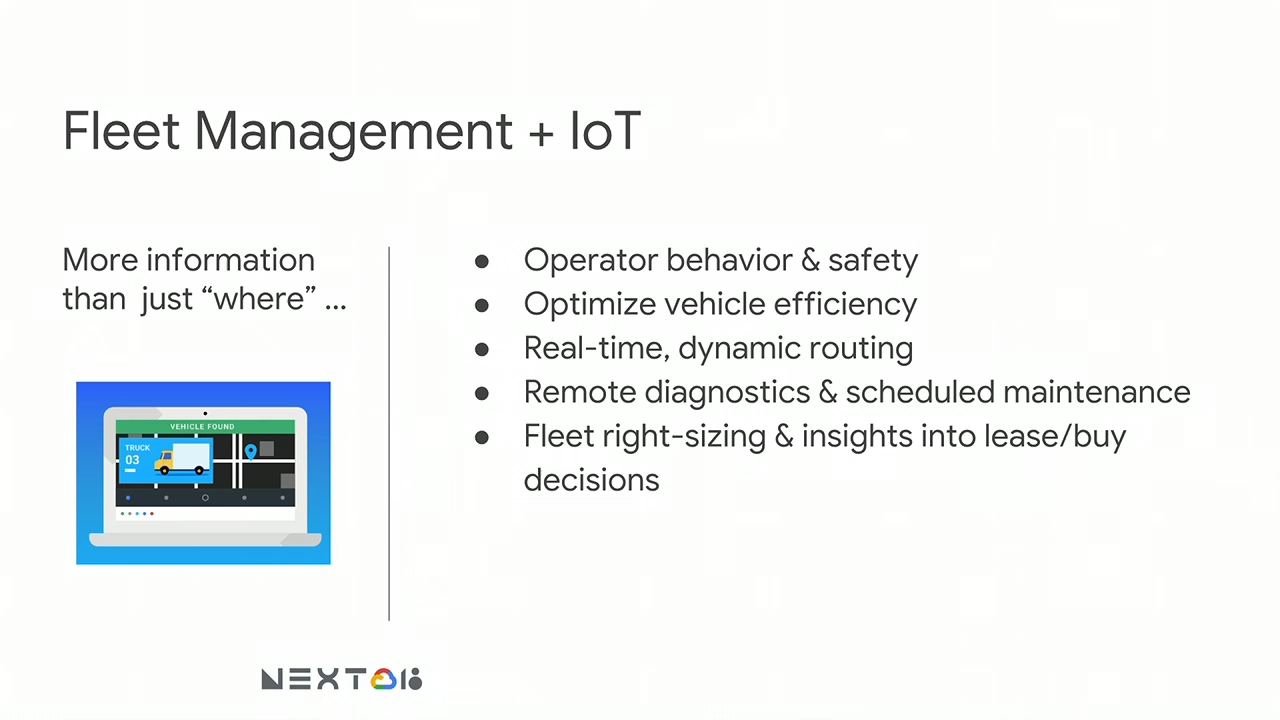 Fleet Management + IoT
More information
than just “where” ...
VEHICLE FOUND
TRUCK
03
● Operator behavior & safety
● Optimize vehicle efficiency
● Real-time, dynamic routing
● Remote diagnostics & scheduled maintenance
● Fleet right-sizing & insights into lease/buy
decisions
NEXT 18